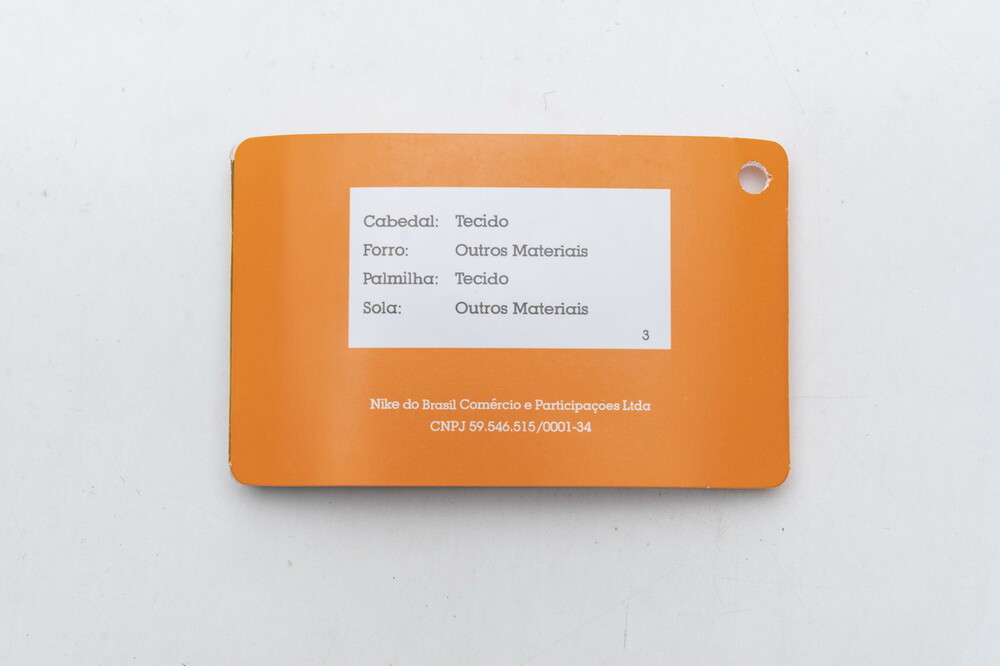 Cabedal: Tecido
Forro: Outros Materiais
Palmilha: Tecido
Sola: Outros Materiais
3
Nike do Brasil Comércio e Participações Ltda
CNPJ 59.546.515/0001-34